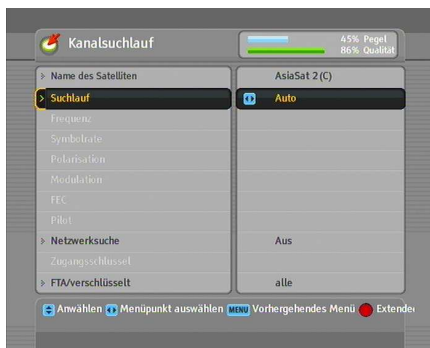 Kanalsuchlauf
45% Pegel
86% Qualität
Name des Satelliten AsiaSat 2 (C)
Suchlauf Auto
Frequenz
Symbolrate
Polarisation
Modulation
FEC
Pilot
Netzwerksuche Aus
Zugangsschlüssel
FTA/verschlüsselt alle
Anwählen Menüpunkt auswählen MENU Vorhergehendes Menü Extended